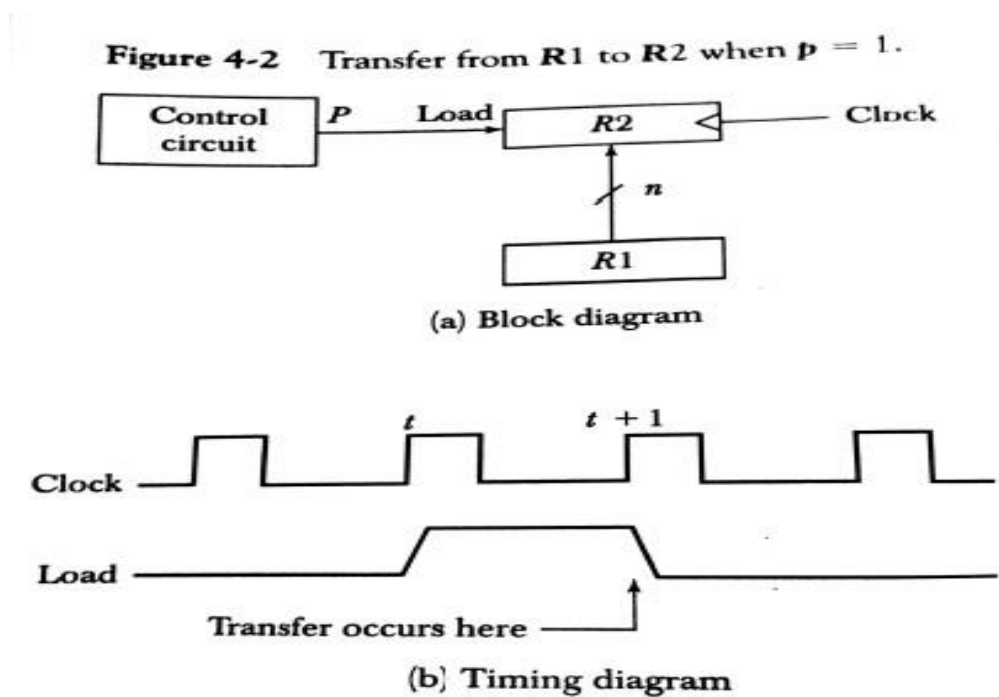 Figure 4-2 Transfer from R1 to R2 when p = 1.
Control
circuit
P
Load
R2
Clock
n
R1
(a) Block diagram
t
t + 1
Clock
Load
Transfer occurs here
(b) Timing diagram